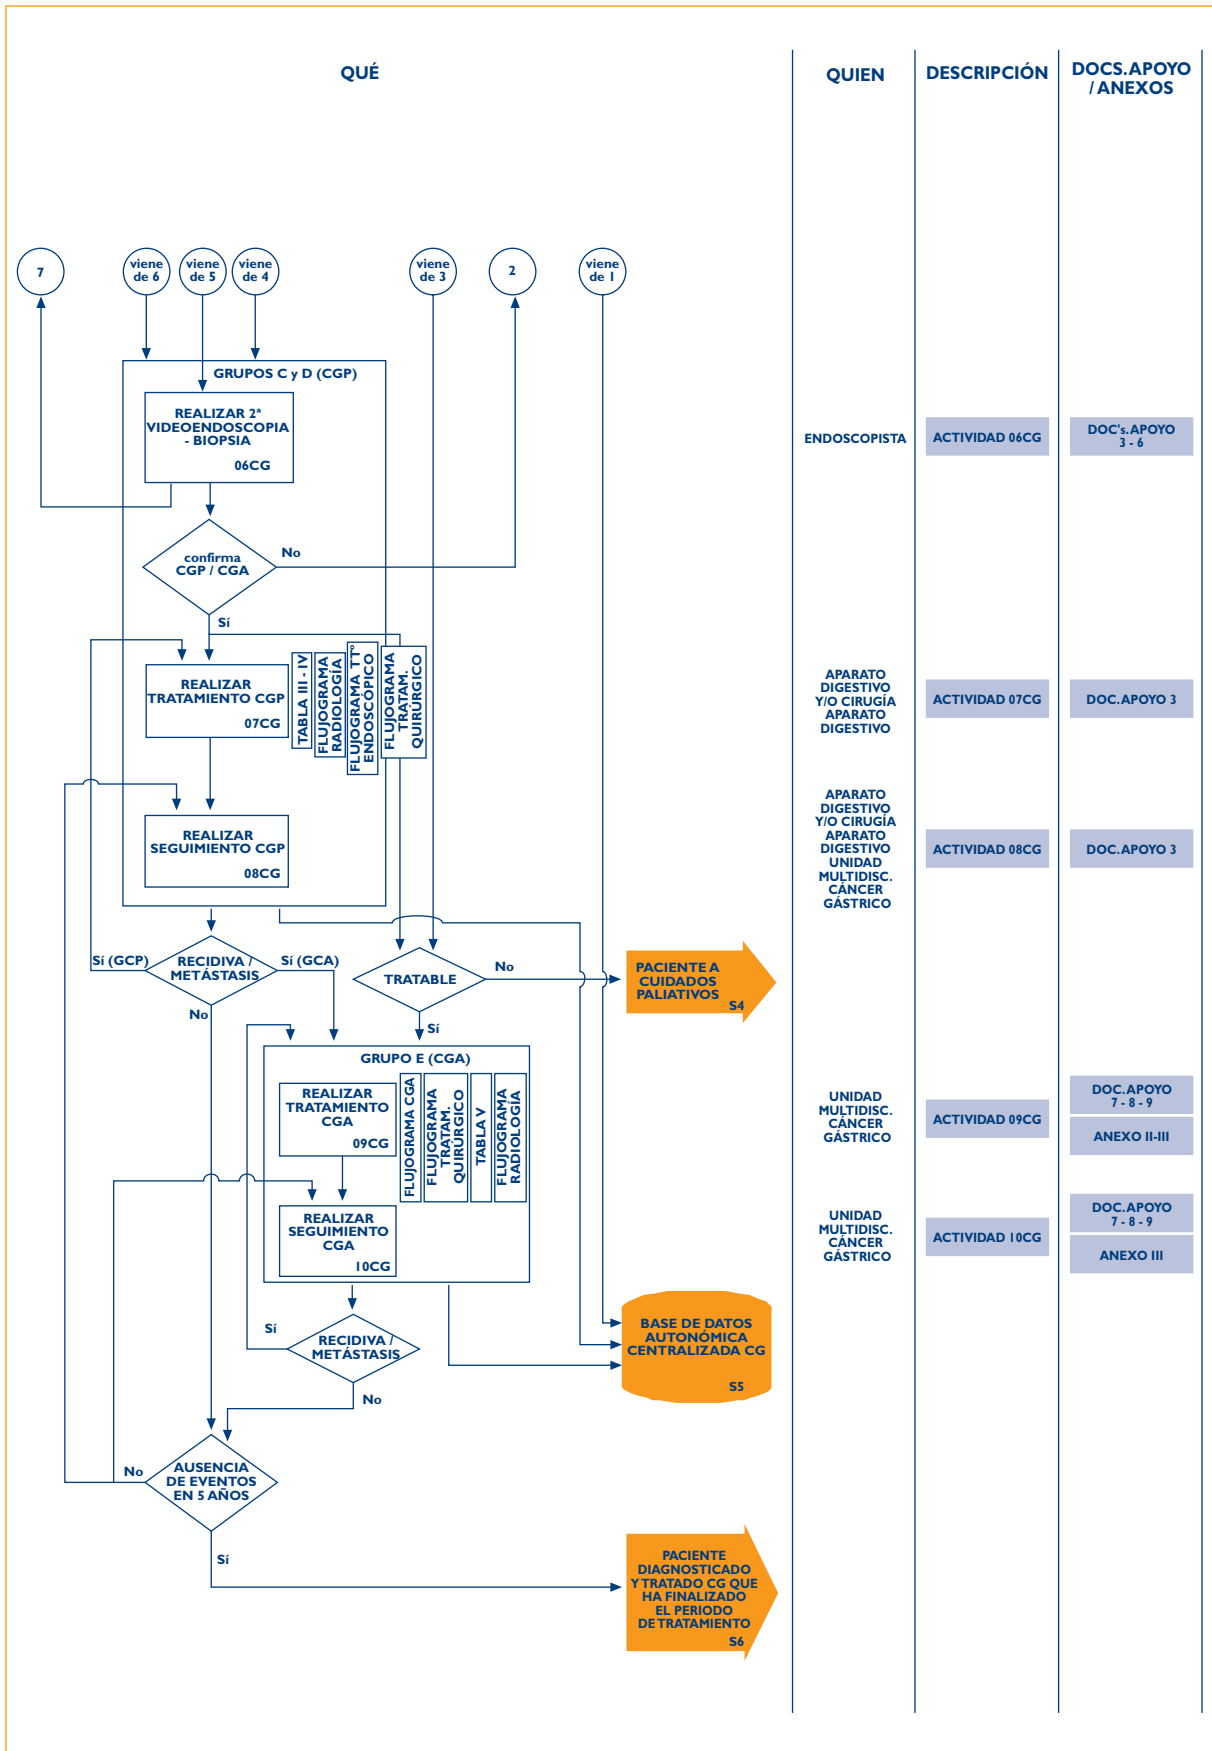 QUÉ
QUIEN
DESCRIPCIÓN
DOCS. APOYO
/ ANEXOS
7
viene
de 6
viene
de 5
viene
de 4
viene
de 3
2
viene
de 1
GRUPOS C y D (CGP)
REALIZAR 2ª
VIDEOENDOSCOPIA
- BIOPSIA
06CG
ENDOSCOPISTA
ACTIVIDAD 06CG
DOC's. APOYO
3 - 6
confirma
CGP / CGA
No
Sí
REALIZAR
TRATAMIENTO CGP
07CG
TABLA III - IV
FLUJOGRAMA
RADIOLOGÍA
FLUJOGRAMA TTº
ENDOSCÓPICO
FLUJOGRAMA
TRATAM.
QUIRÚRGICO
APARATO
DIGESTIVO
Y/O CIRUGÍA
APARATO
DIGESTIVO
ACTIVIDAD 07CG
DOC. APOYO 3
REALIZAR
SEGUIMIENTO CGP
08CG
APARATO
DIGESTIVO
Y/O CIRUGÍA
APARATO
DIGESTIVO
UNIDAD
MULTIDISC.
CÁNCER
GÁSTRICO
ACTIVIDAD 08CG
DOC. APOYO 3
Sí (GCP)
RECIDIVA /
METÁSTASIS
Sí (GCA)
No
TRATABLE
No
Sí
PACIENTE A
CUIDADOS
PALIATIVOS
S4
GRUPO E (CGA)
REALIZAR
TRATAMIENTO
CGA
09CG
FLUJOGRAMA CGA
FLUJOGRAMA
TRATAM.
QUIRÚRGICO
TABLA V
FLUJOGRAMA
RADIOLOGÍA
UNIDAD
MULTIDISC.
CÁNCER
GÁSTRICO
ACTIVIDAD 09CG
DOC. APOYO
7 - 8 - 9
ANEXO II-III
REALIZAR
SEGUIMIENTO
CGA
10CG
UNIDAD
MULTIDISC.
CÁNCER
GÁSTRICO
ACTIVIDAD 10CG
DOC. APOYO
7 - 8 - 9
ANEXO III
Sí
RECIDIVA /
METÁSTASIS
No
BASE DE DATOS
AUTONÓMICA
CENTRALIZADA CG
S5
No
AUSENCIA
DE EVENTOS
EN 5 AÑOS
Sí
PACIENTE
DIAGNOSTICADO
Y TRATADO CG QUE
HA FINALIZADO
EL PERIODO
DE TRATAMIENTO
S6